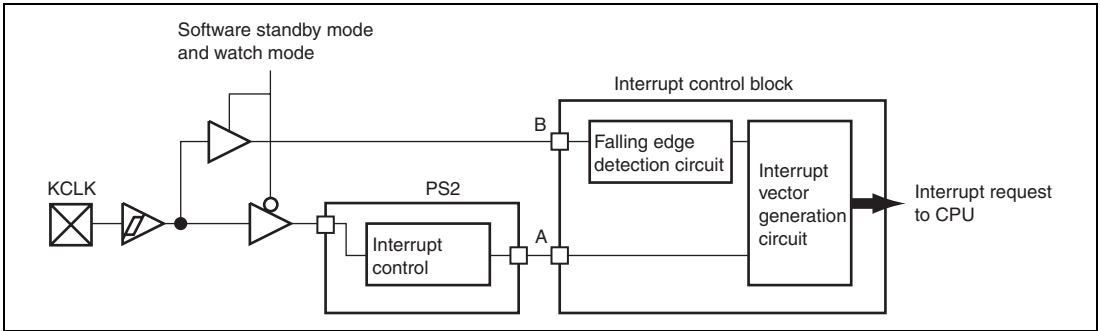 Software standby mode
and watch mode
Interrupt control block
B
Falling edge
detection circuit
KCLK
PS2
A
Interrupt
control
Interrupt
vector
generation
circuit
Interrupt request
to CPU